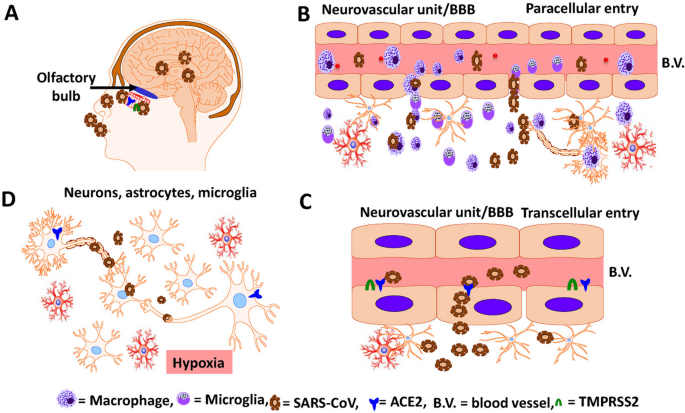 A
Olfactory
bulb
B
Neurovascular unit/BBB
Paracellular entry
B.V.
D
Neurons, astrocytes, microglia
Hypoxia
C
Neurovascular unit/BBB
Transcellular entry
B.V.
= Macrophage, = Microglia, = SARS-CoV, = ACE2, B.V. = blood vessel, = TMPRSS2